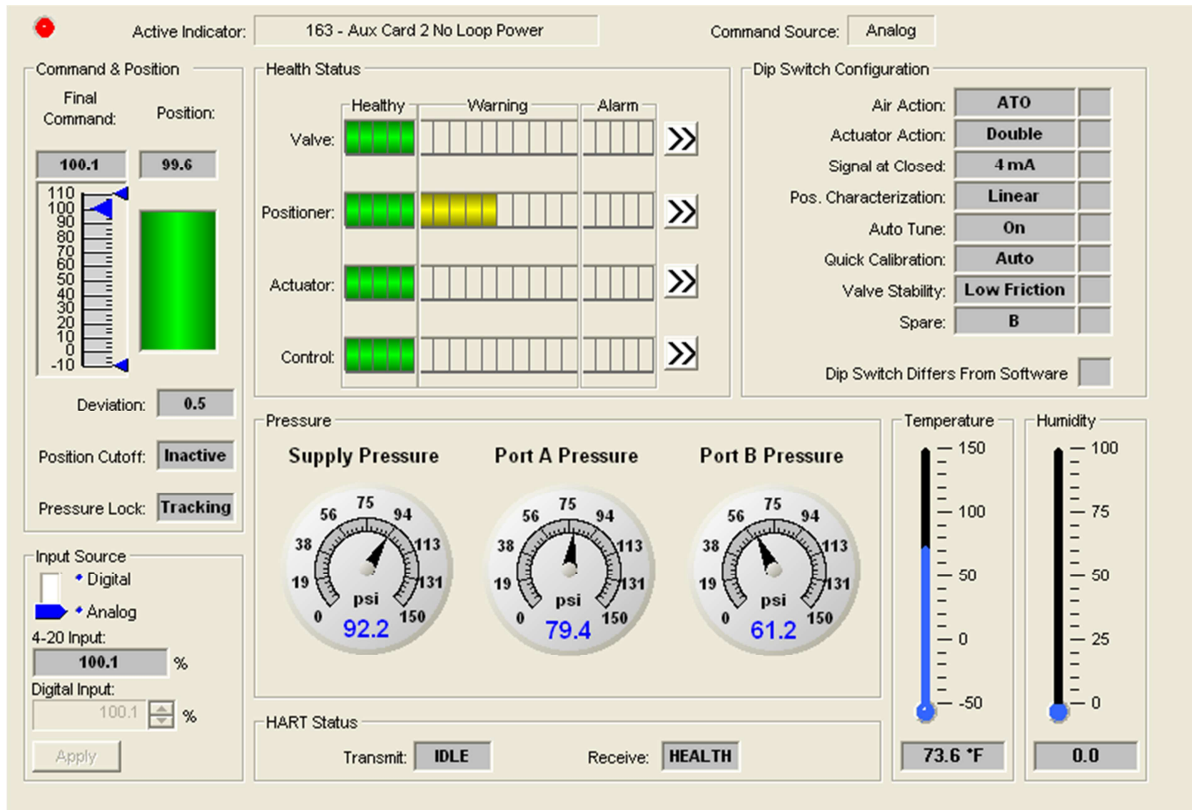 Active Indicator: 163 - Aux Card 2 No Loop Power Command Source: Analog
Command & Position
Final Command: Position:
100.1 99.6
110
100
90
80
70
60
50
40
30
20
10
0
-10
Deviation: 0.5
Position Cutoff: Inactive
Pressure Lock: Tracking
Input Source
Digital
Analog
4-20 Input:
100.1 %
Digital Input:
100.1 %
Apply
Health Status
Healthy Warning Alarm
Valve: >>
Positioner: >>
Actuator: >>
Control: >>
Dip Switch Configuration
Air Action: ATO
Actuator Action: Double
Signal at Closed: 4 mA
Pos. Characterization: Linear
Auto Tune: On
Quick Calibration: Auto
Valve Stability: Low Friction
Spare: B
Dip Switch Differs From Software
Pressure
Supply Pressure
0 19 38 56 75 94 113 131 150
psi
92.2
Port A Pressure
0 19 38 56 75 94 113 131 150
psi
79.4
Port B Pressure
0 19 38 56 75 94 113 131 150
psi
61.2
HART Status
Transmit: IDLE Receive: HEALTH
Temperature
150
100
50
0
-50
73.6 °F
Humidity
100
75
50
25
0
0.0